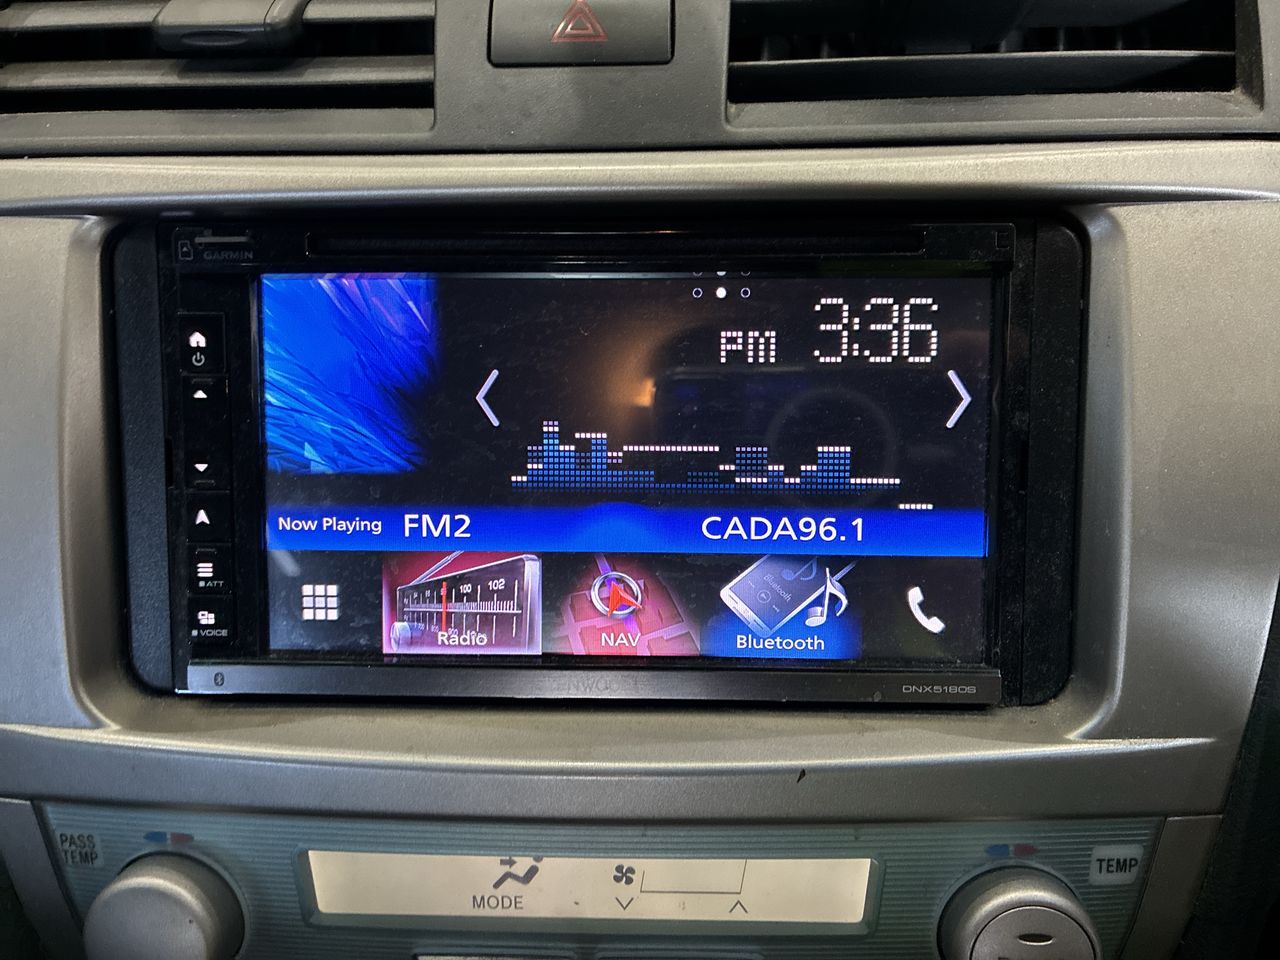 GARMIN
PM 3:36
Now Playing FM2 CADA96.1
100 102
Bluetooth
Radio NAV Bluetooth
ATT
VOICE
DNX5180S
PASS TEMP
TEMP
MODE